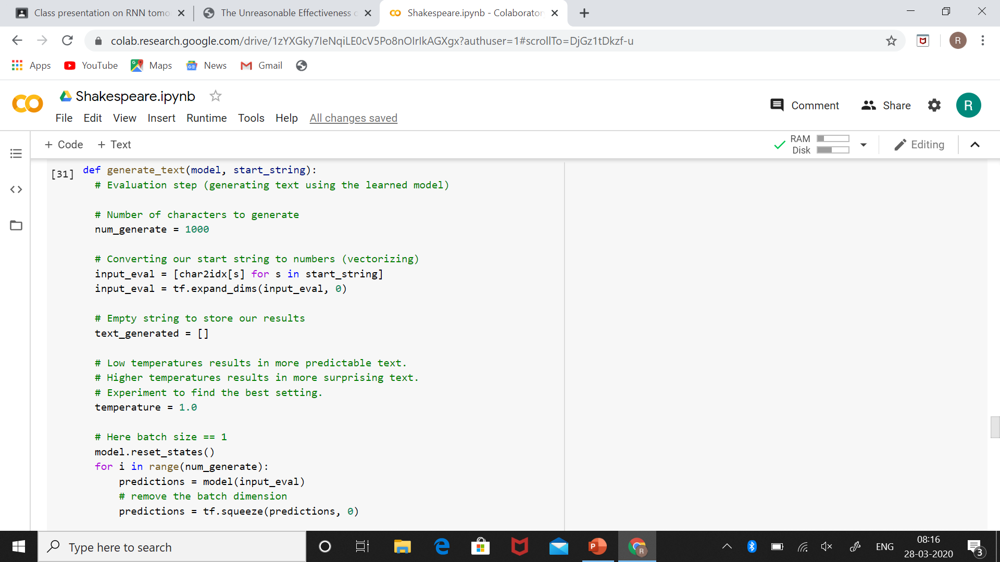 Class presentation on RNN tomo
The Unreasonable Effectiveness o
Shakespeare.ipynb - Colaborator
colab.research.google.com/drive/1zYXGky7IeNqiLE0cV5Po8nOIrIkAGXgx?authuser=1#scrollTo=DjGz1tDkzf-u
R
Apps YouTube Maps News Gmail
Shakespeare.ipynb
File Edit View Insert Runtime Tools Help All changes saved
Comment Share R
+ Code + Text
RAM
Disk
Editing
[31] def generate_text(model, start_string):
# Evaluation step (generating text using the learned model)
# Number of characters to generate
num_generate = 1000
# Converting our start string to numbers (vectorizing)
input_eval = [char2idx[s] for s in start_string]
input_eval = tf.expand_dims(input_eval, 0)
# Empty string to store our results
text_generated = []
# Low temperatures results in more predictable text.
# Higher temperatures results in more surprising text.
# Experiment to find the best setting.
temperature = 1.0
# Here batch size == 1
model.reset_states()
for i in range(num_generate):
predictions = model(input_eval)
# remove the batch dimension
predictions = tf.squeeze(predictions, 0)
Type here to search
P
R
ENG
08:16
28-03-2020
3